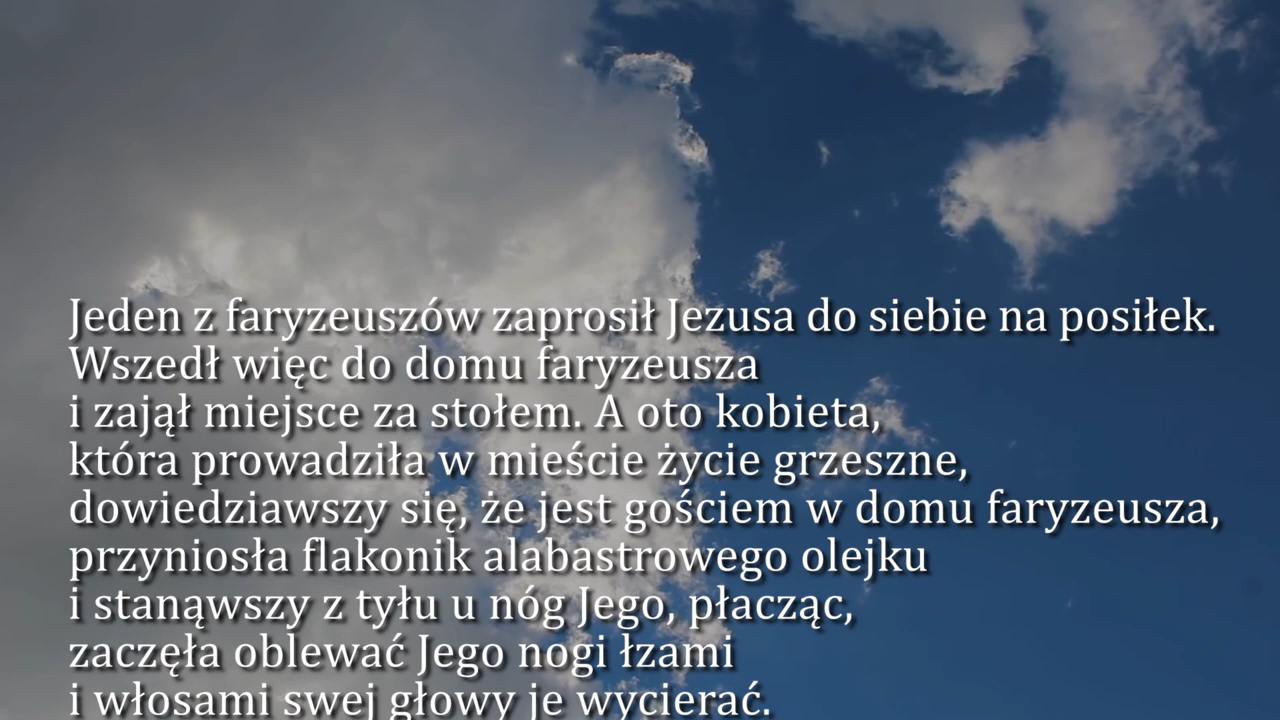 Jeden z faryzeuszów zaprosił Jezusa do siebie na posiłek.
Wszedł więc do domu faryzeusza
i zajął miejsce za stołem. A oto kobieta,
która prowadziła w mieście życie grzeszne,
dowiedziawszy się, że jest gościem w domu faryzeusza,
przyniosła flakonik alabastrowego olejku
i stanąwszy z tyłu u nóg Jego, płacząc,
zaczęła oblewać Jego nogi łzami
i włosami swej głowy je wycierać.